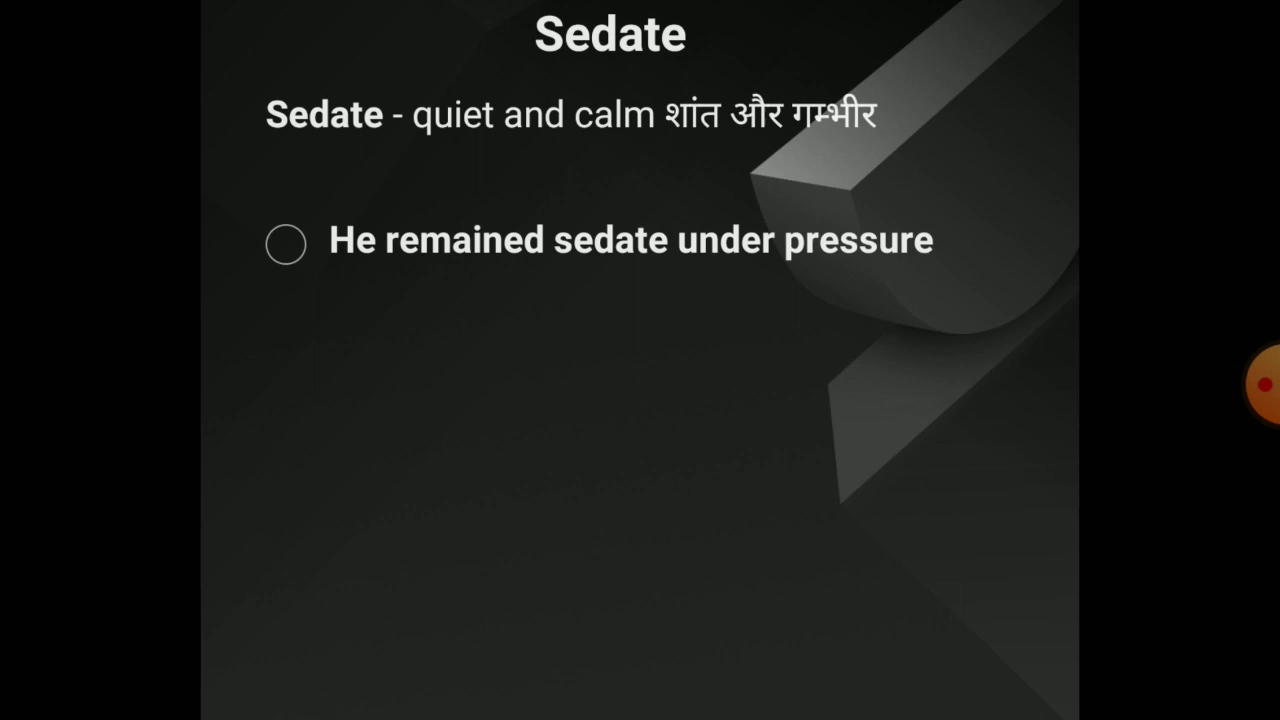 Sedate
Sedate - quiet and calm शांत और गम्भीर
He remained sedate under pressure